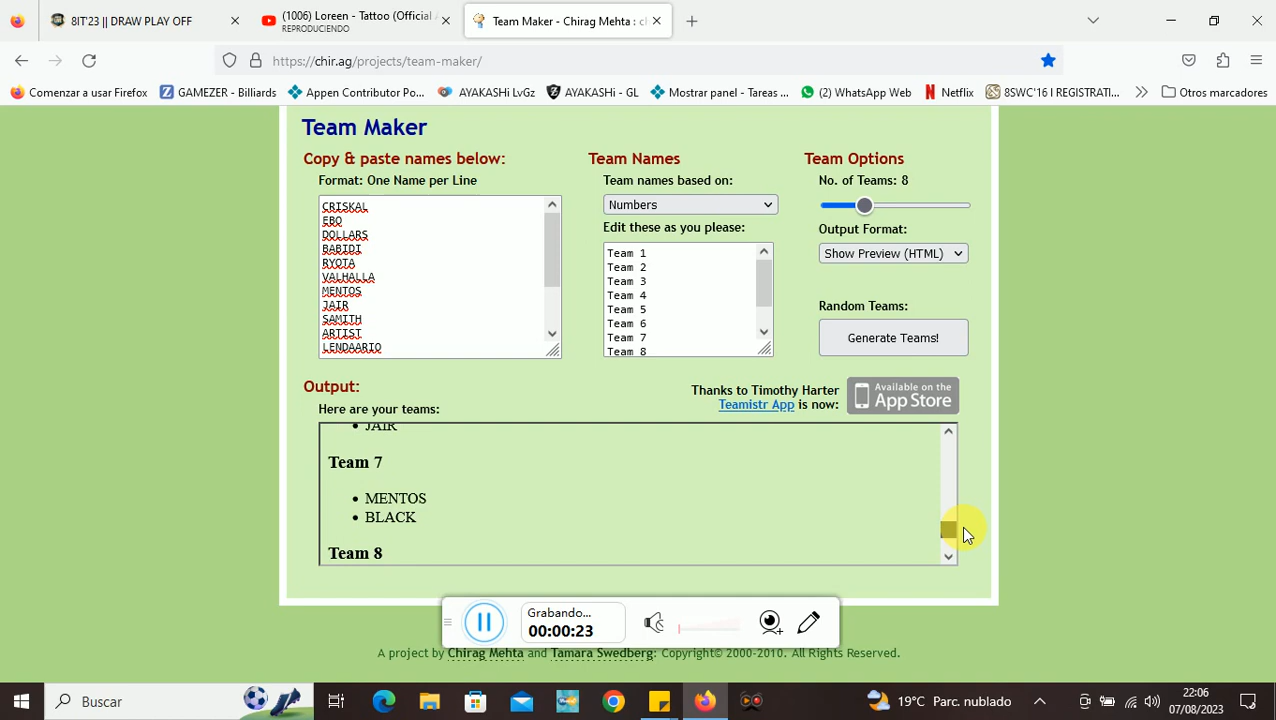 8IT'23 || DRAW PLAY OFF
(1006) Loreen - Tattoo (Official
REPRODUCIENDO
Team Maker - Chirag Mehta : c
https://chir.ag/projects/team-maker/
Comenzar a usar Firefox
GAMEZER - Billiards
Appen Contributor Po...
AYAKASHi LvGz
AYAKASHi - GL
Mostrar panel - Tareas ...
(2) WhatsApp Web
Netflix
8SWC'16 I REGISTRATI...
Otros marcadores
Team Maker
Copy & paste names below:
Team Names
Team Options
Format: One Name per Line
Team names based on:
No. of Teams: 8
CRISKAL
EBO
DOLLARS
BABIDI
RYOTA
VALHALLA
MENTOS
JAIR
SAMITH
ARTIST
LENDAARIO
Numbers
Edit these as you please:
Team 1
Team 2
Team 3
Team 4
Team 5
Team 6
Team 7
Team 8
Output Format:
Show Preview (HTML)
Random Teams:
Generate Teams!
Output:
Here are your teams:
Thanks to Timothy Harter
Teamistr App is now:
Available on the
App Store
• JAIR
Team 7
• MENTOS
• BLACK
Team 8
Grabando...
00:00:23
A project by Chirag Mehta and Tamara Swedberg: Copyright© 2000-2010. All Rights Reserved.
Buscar
19°C Parc. nublado
22:06
07/08/2023